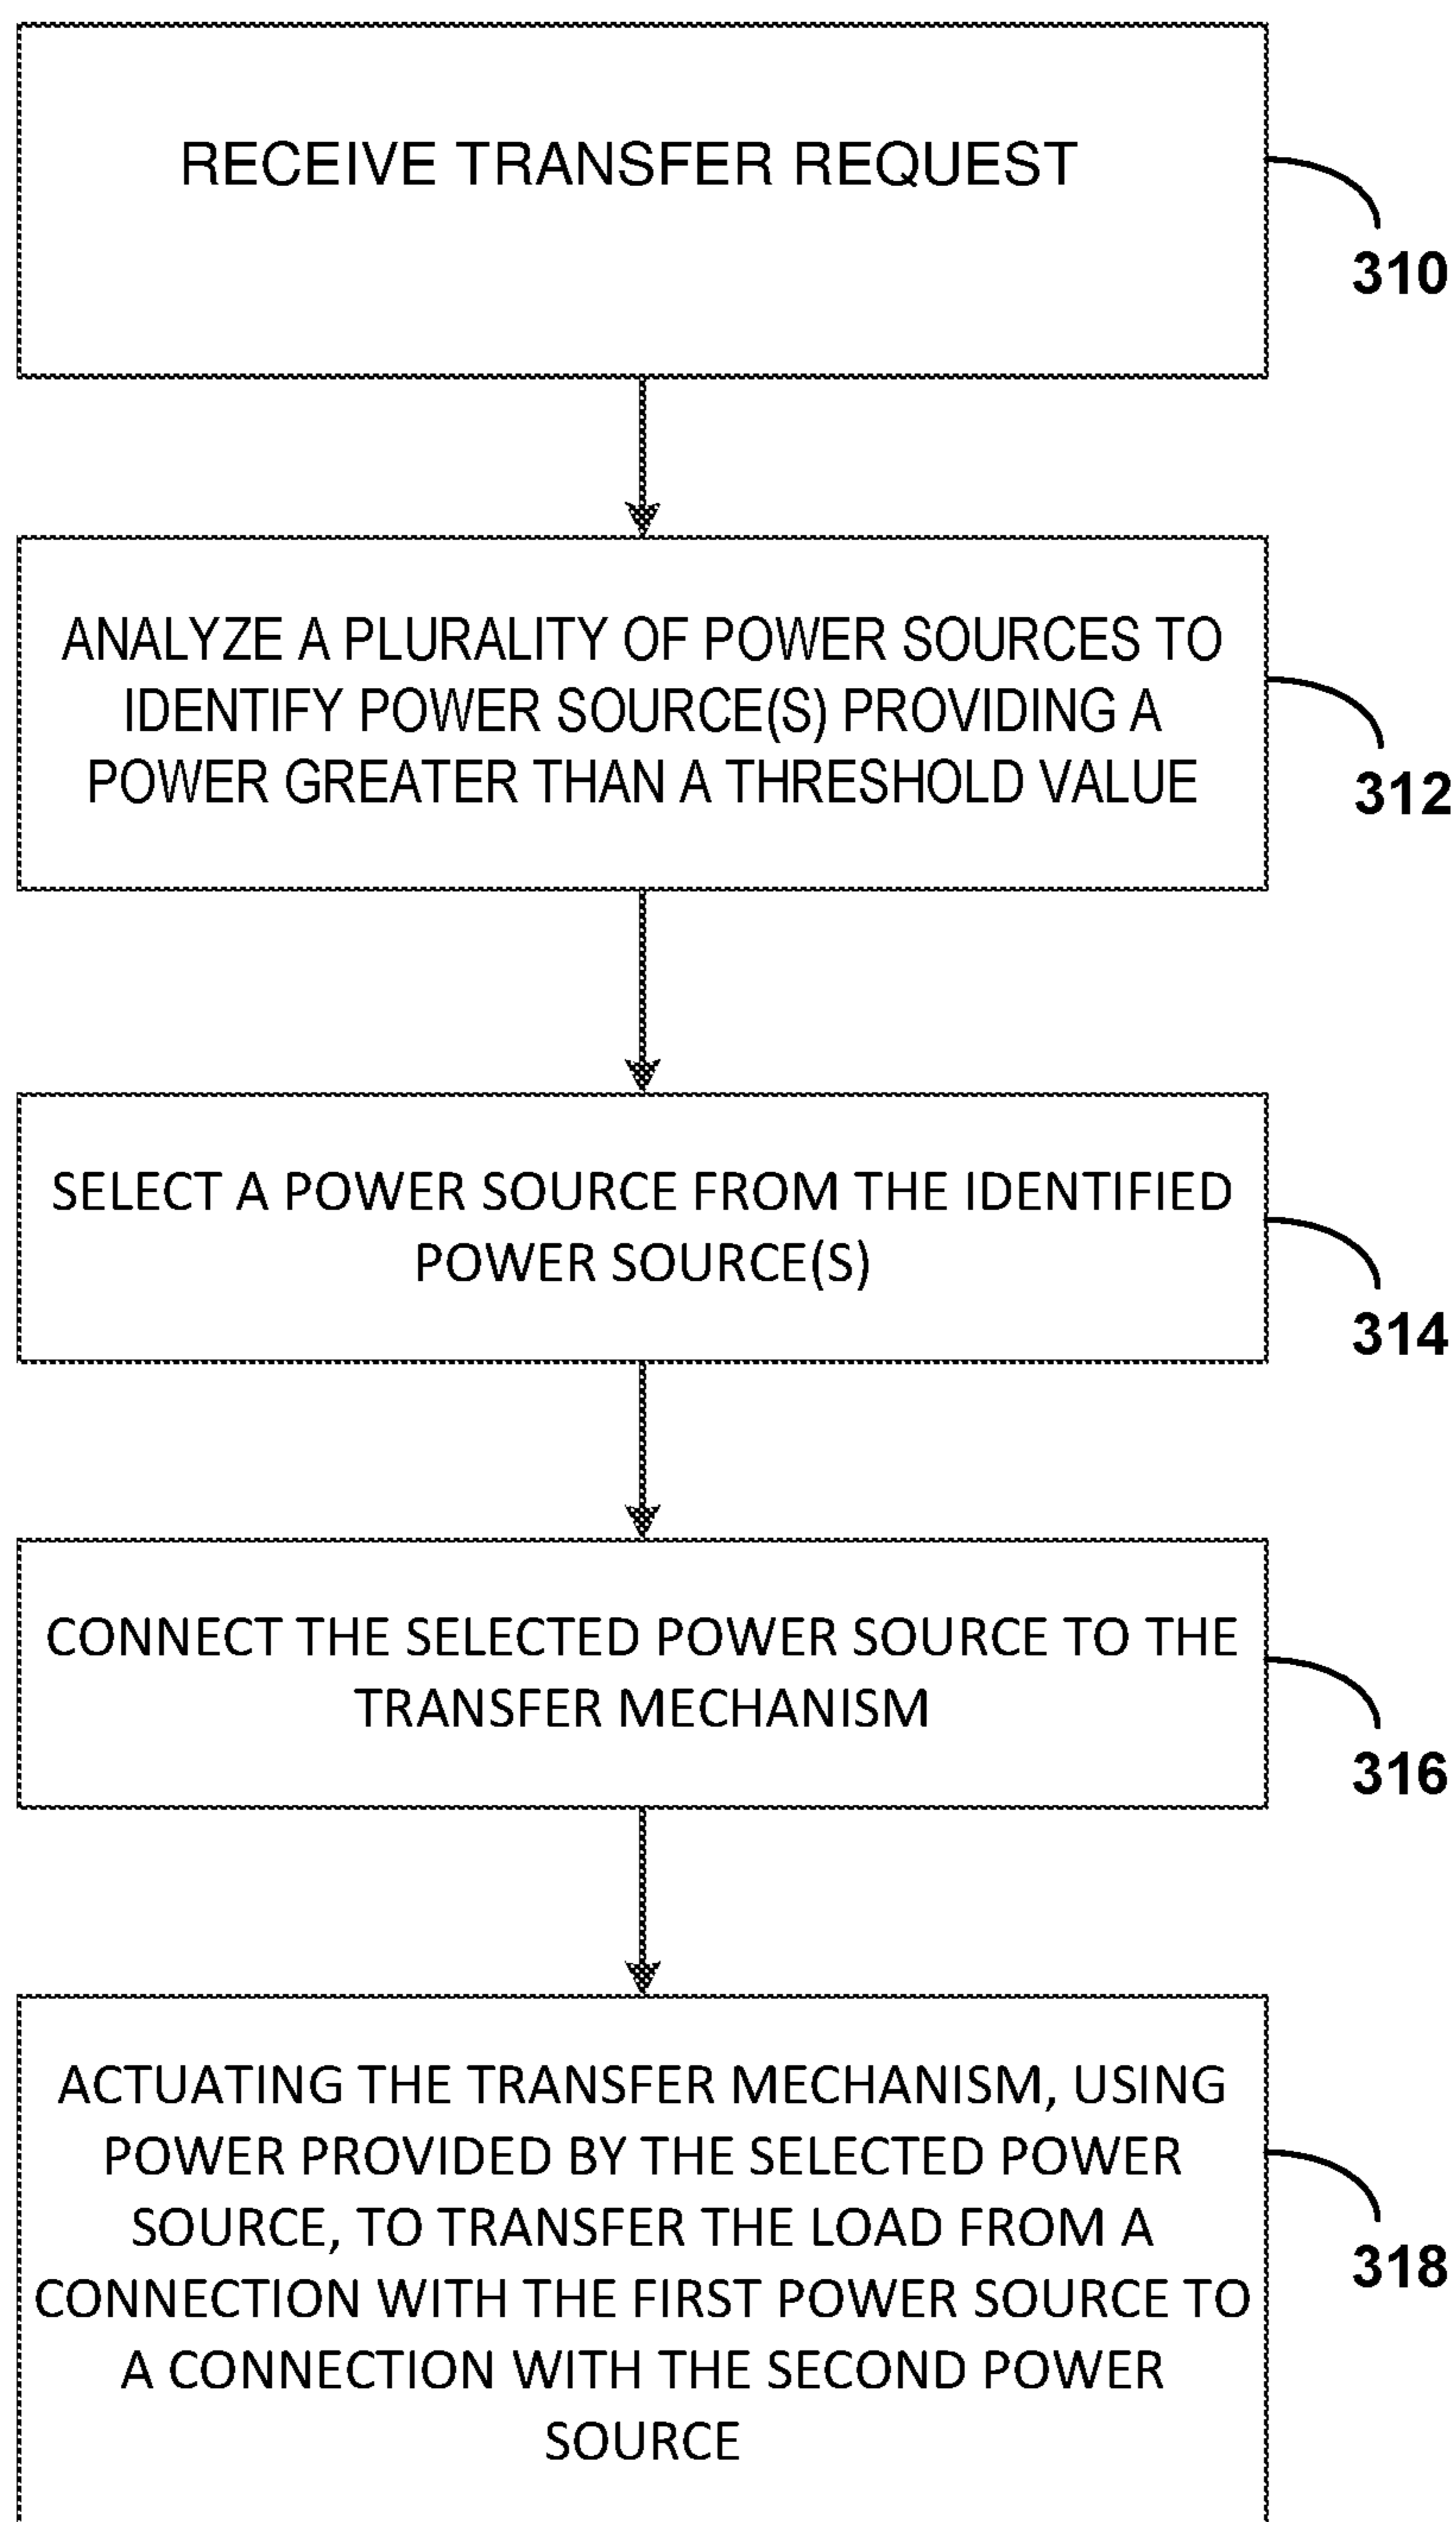 RECEIVE TRANSFER REQUEST
310
ANALYZE A PLURALITY OF POWER SOURCES TO
IDENTIFY POWER SOURCE(S) PROVIDING A
POWER GREATER THAN A THRESHOLD VALUE
312
SELECT A POWER SOURCE FROM THE IDENTIFIED
POWER SOURCE(S)
314
CONNECT THE SELECTED POWER SOURCE TO THE
TRANSFER MECHANISM
316
ACTUATING THE TRANSFER MECHANISM, USING
POWER PROVIDED BY THE SELECTED POWER
SOURCE, TO TRANSFER THE LOAD FROM A
CONNECTION WITH THE FIRST POWER SOURCE TO
A CONNECTION WITH THE SECOND POWER
SOURCE
318